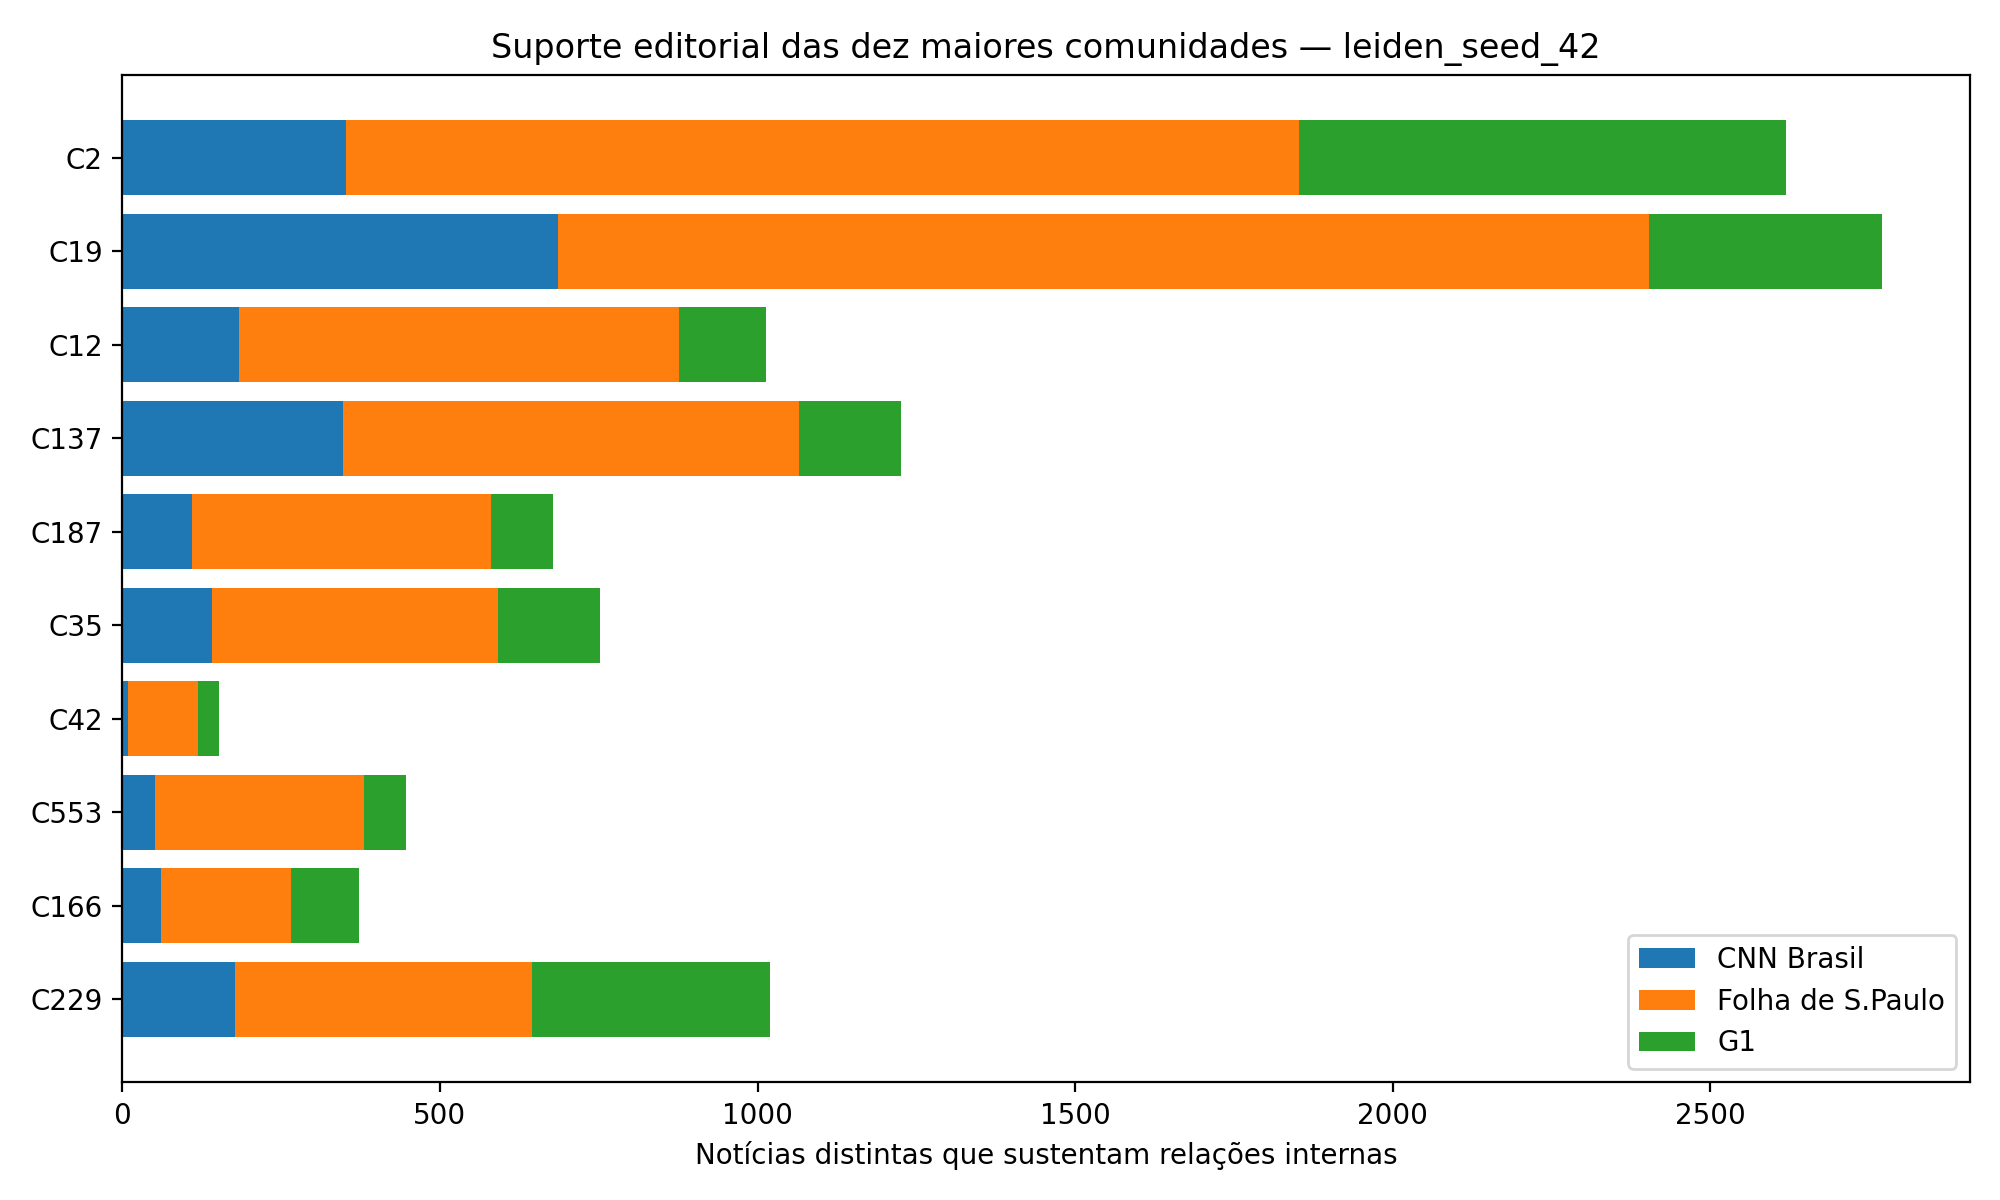 Suporte editorial das dez maiores comunidades — leiden_seed_42
C2
C19
C12
C137
C187
C35
C42
C553
C166
C229
CNN Brasil
Folha de S.Paulo
G1
0 500 1000 1500 2000 2500
Notícias distintas que sustentam relações internas